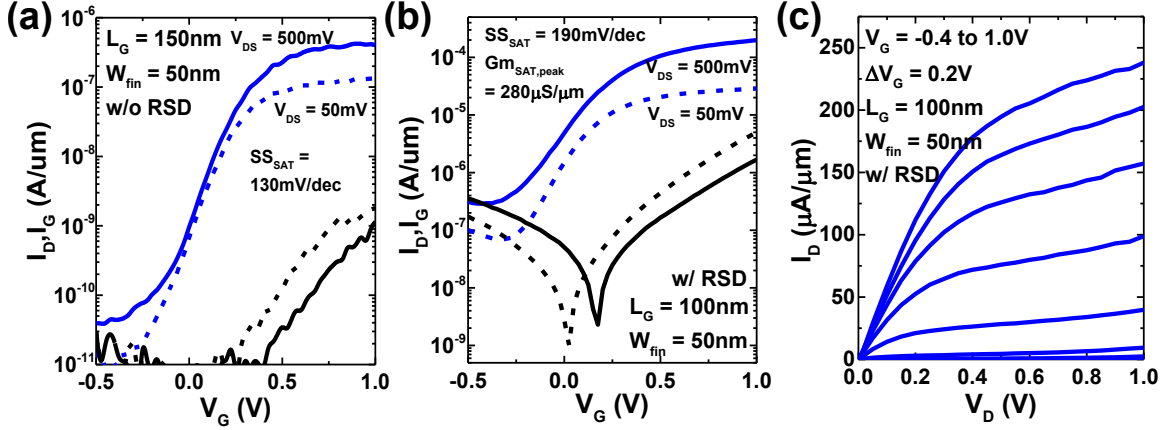 (a)
L_G = 150nm
V_DS = 500mV
W_fin = 50nm
w/o RSD
V_DS = 50mV
SS_SAT =
130mV/dec
I_D, I_G (A/um)
10^-6
10^-7
10^-8
10^-9
10^-10
10^-11
-0.5 0.0 0.5 1.0
V_G (V)
(b)
SS_SAT = 190mV/dec
Gm_SAT,peak
= 280μS/μm
V_DS = 500mV
V_DS = 50mV
w/ RSD
L_G = 100nm
W_fin = 50nm
I_D, I_G (A/um)
10^-4
10^-5
10^-6
10^-7
10^-8
10^-9
-0.5 0.0 0.5 1.0
V_G (V)
(c)
V_G = -0.4 to 1.0V
ΔV_G = 0.2V
L_G = 100nm
W_fin = 50nm
w/ RSD
I_D (μA/μm)
250
200
150
100
50
0
0.0 0.2 0.4 0.6 0.8 1.0
V_D (V)